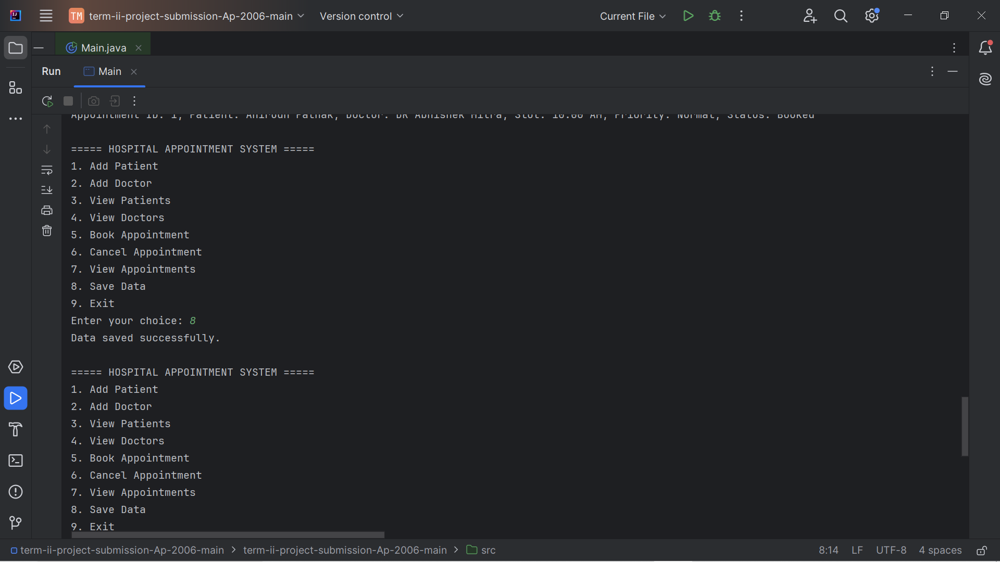 TM term-ii-project-submission-Ap-2006-main Version control Current File
Main.java
Run Main
Appointment ID: 1, Patient: Anirudh Pathak, Doctor: DR Abhishek Mitra, Slot: 10:00 AM, Priority: Normal, Status: Booked
===== HOSPITAL APPOINTMENT SYSTEM =====
1. Add Patient
2. Add Doctor
3. View Patients
4. View Doctors
5. Book Appointment
6. Cancel Appointment
7. View Appointments
8. Save Data
9. Exit
Enter your choice: 8
Data saved successfully.
===== HOSPITAL APPOINTMENT SYSTEM =====
1. Add Patient
2. Add Doctor
3. View Patients
4. View Doctors
5. Book Appointment
6. Cancel Appointment
7. View Appointments
8. Save Data
9. Exit
term-ii-project-submission-Ap-2006-main > term-ii-project-submission-Ap-2006-main > src 8:14 LF UTF-8 4 spaces